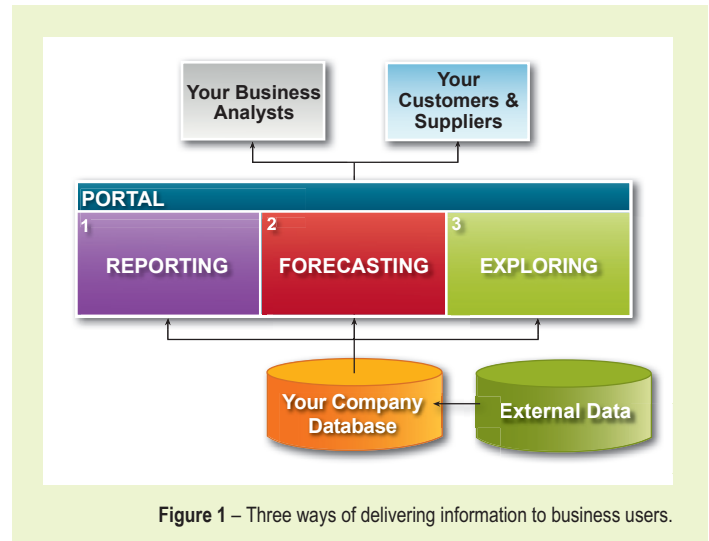 Your Business
Analysts
Your
Customers &
Suppliers
PORTAL
1
REPORTING
2
FORECASTING
3
EXPLORING
Your Company
Database
External Data
Figure 1 – Three ways of delivering information to business users.